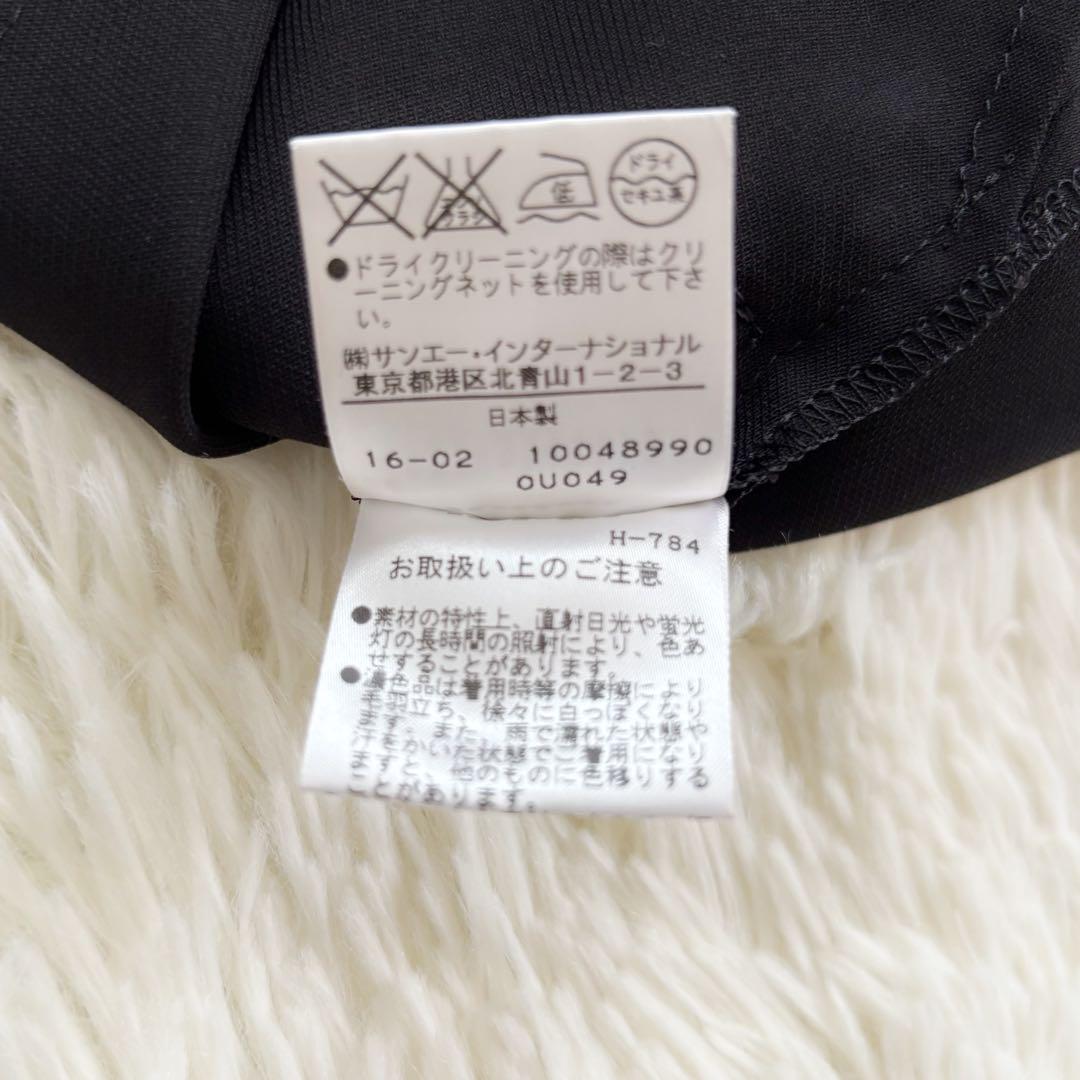 低
ドライ
セキユ系
エンソ
サラシ
●ドライクリーニングの際はクリ
ーニングネットを使用して下さ
い。
㈱サンエー・インターナショナル
東京都港区北青山1-2-3
日本製
16-02 10048990
0U049
H-784
お取扱い上のご注意
●素材の特性上、直射日光や蛍光
灯の長時間の照射により、色あ
せすることがあります。
●濃色品は着用時等の摩擦により
毛羽立ち、徐々に白っぽくなり
ます。また、雨で濡れた状態や
汗をかいた状態でご着用になり
ますと、他のものに色移りする
ことがあります。